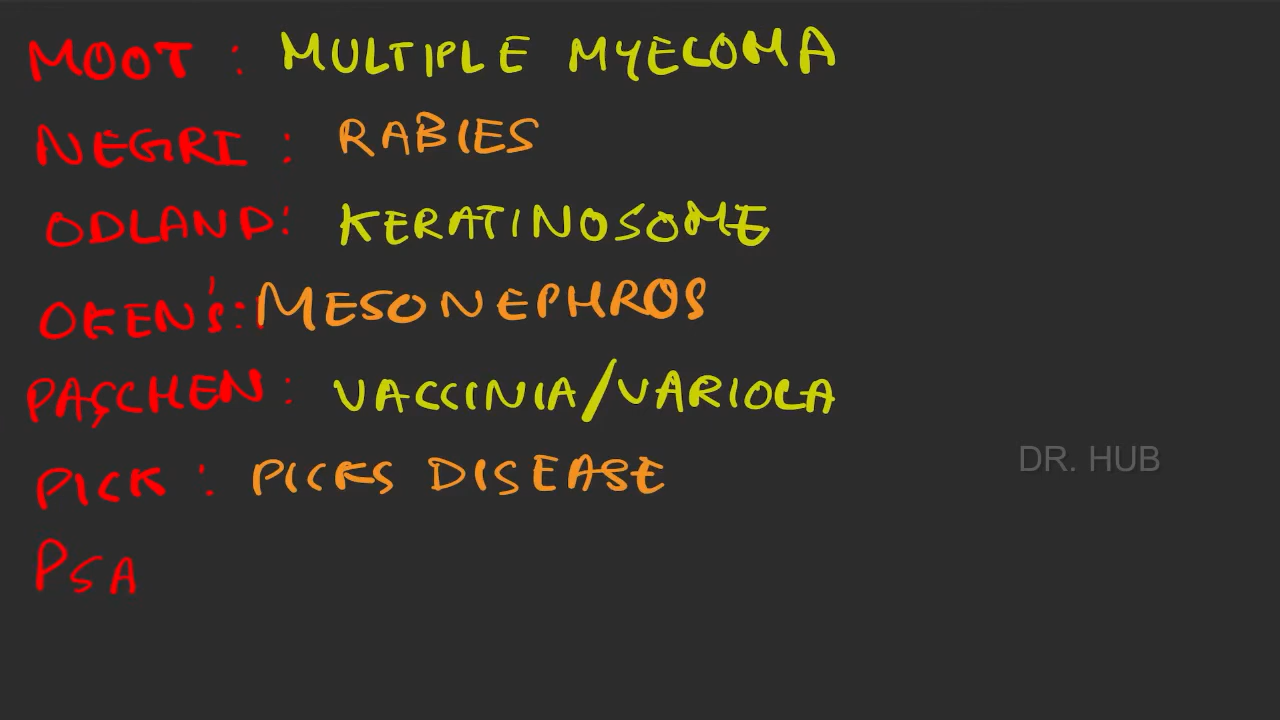 MOOT : MULTIPLE MYELOMA
NEGRI : RABIES
ODLAND : KERATINOSOME
OKEN'S : MESONEPHROS
PASCHEN : VACCINIA/VARIOLA
PICK : PICKS DISEASE
DR. HUB
PSA